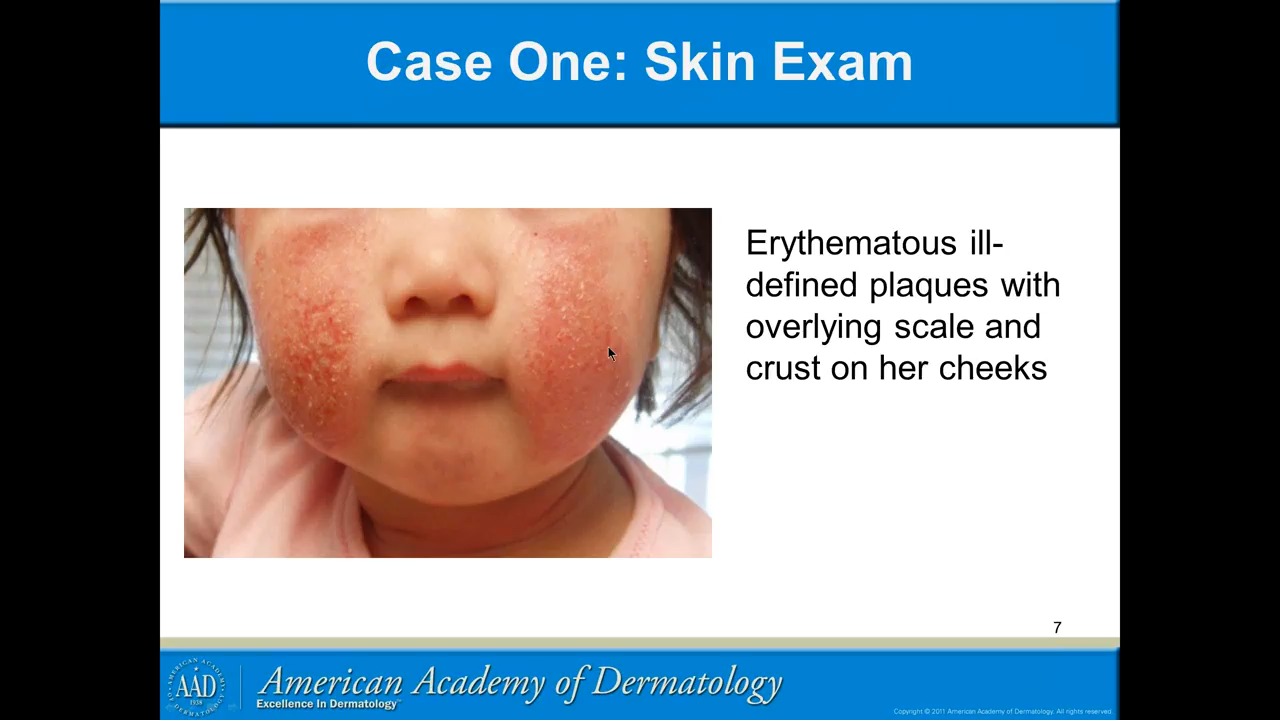 Case One: Skin Exam
Erythematous ill-
defined plaques with
overlying scale and
crust on her cheeks
7
AAD
1938
American Academy of Dermatology
Excellence In Dermatology
Copyright © 2011 American Academy of Dermatology. All rights reserved.